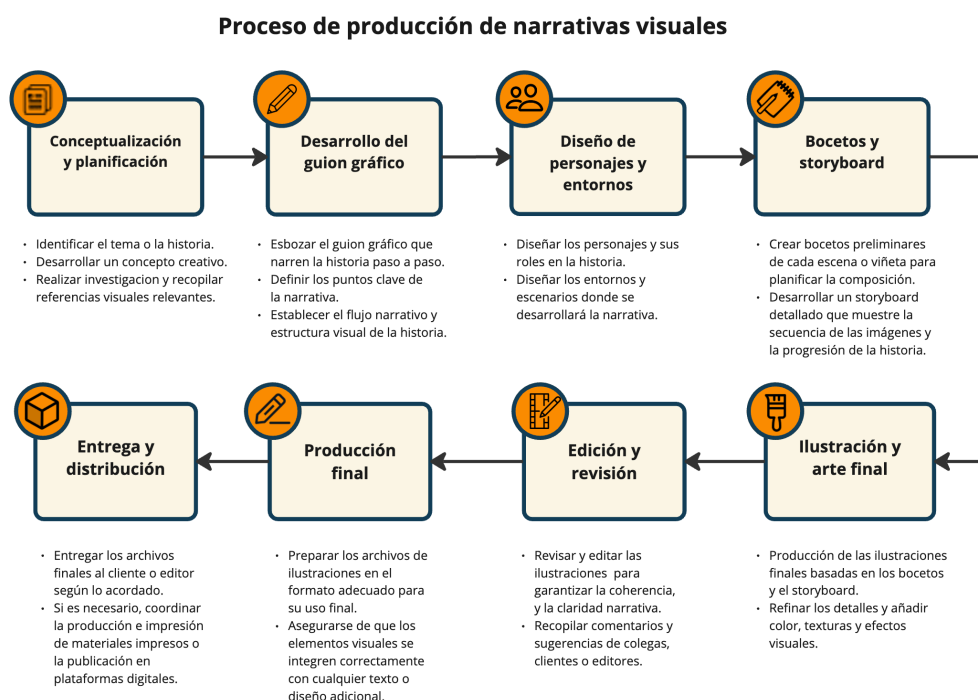 Proceso de producción de narrativas visuales
Conceptualización
y planificación
Desarrollo del
guion gráfico
Diseño de
personajes y
entornos
Bocetos y
storyboard
· Identificar el tema o la historia.
· Desarrollar un concepto creativo.
· Realizar investigacion y recopilar
referencias visuales relevantes.
· Esbozar el guion gráfico que
narren la historia paso a paso.
· Definir los puntos clave de
la narrativa.
· Establecer el flujo narrativo y
estructura visual de la historia.
· Diseñar los personajes y sus
roles en la historia.
· Diseñar los entornos y
escenarios donde se
desarrollará la narrativa.
· Crear bocetos preliminares
de cada escena o viñeta para
planificar la composición.
· Desarrollar un storyboard
detallado que muestre la
secuencia de las imágenes y
la progresión de la historia.
Entrega y
distribución
Producción
final
Edición y
revisión
Ilustración y
arte final
· Entregar los archivos
finales al cliente o editor
según lo acordado.
· Si es necesario, coordinar
la producción e impresión
de materiales impresos o
la publicación en
plataformas digitales.
· Preparar los archivos de
ilustraciones en el
formato adecuado para
su uso final.
· Asegurarse de que los
elementos visuales se
integren correctamente
con cualquier texto o
diseño adicional.
· Revisar y editar las
ilustraciones para
garantizar la coherencia,
y la claridad narrativa.
· Recopilar comentarios y
sugerencias de colegas,
clientes o editores.
· Producción de las ilustraciones
finales basadas en los bocetos
y el storyboard.
· Refinar los detalles y añadir
color, texturas y efectos
visuales.